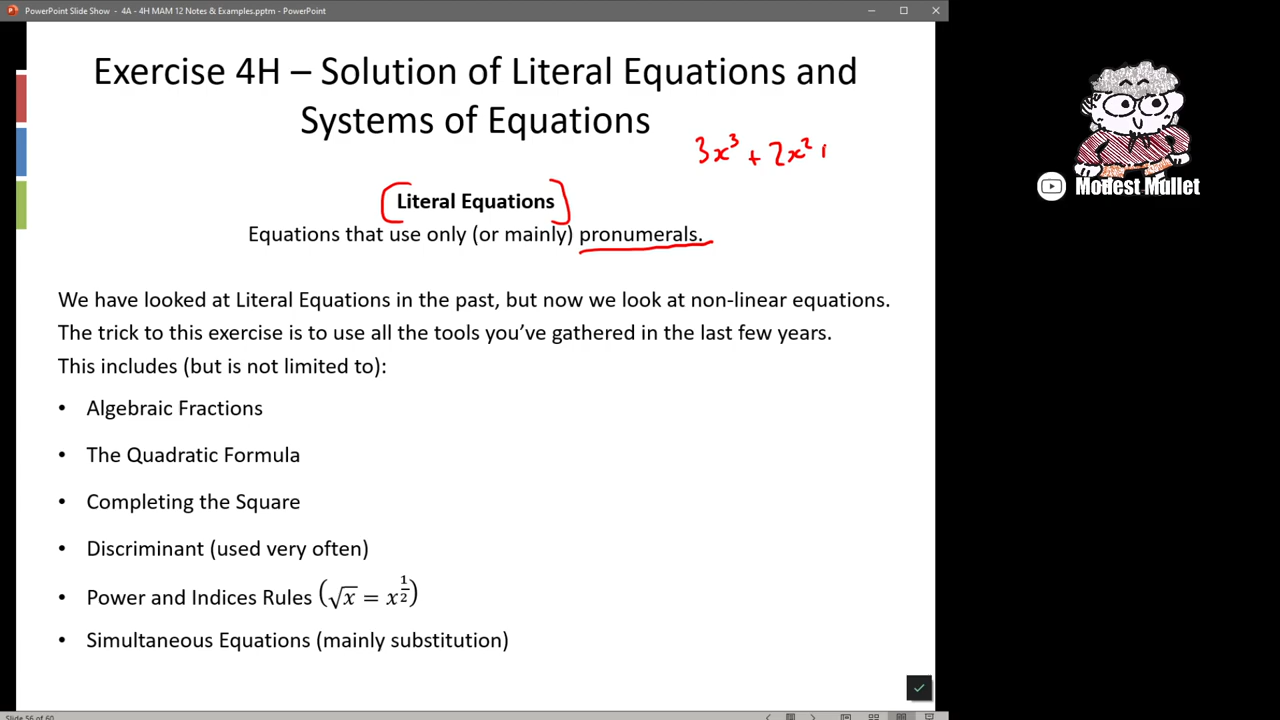 PowerPoint Slide Show - 4A - 4H MAM 12 Notes & Examples.pptm - PowerPoint
Exercise 4H – Solution of Literal Equations and
Systems of Equations
3x³ + 2x²
Literal Equations
Equations that use only (or mainly) pronumerals.
Modest Mullet
We have looked at Literal Equations in the past, but now we look at non-linear equations.
The trick to this exercise is to use all the tools you've gathered in the last few years.
This includes (but is not limited to):
• Algebraic Fractions
• The Quadratic Formula
• Completing the Square
• Discriminant (used very often)
• Power and Indices Rules (√x = x^(1/2))
• Simultaneous Equations (mainly substitution)
Slide 56 of 60